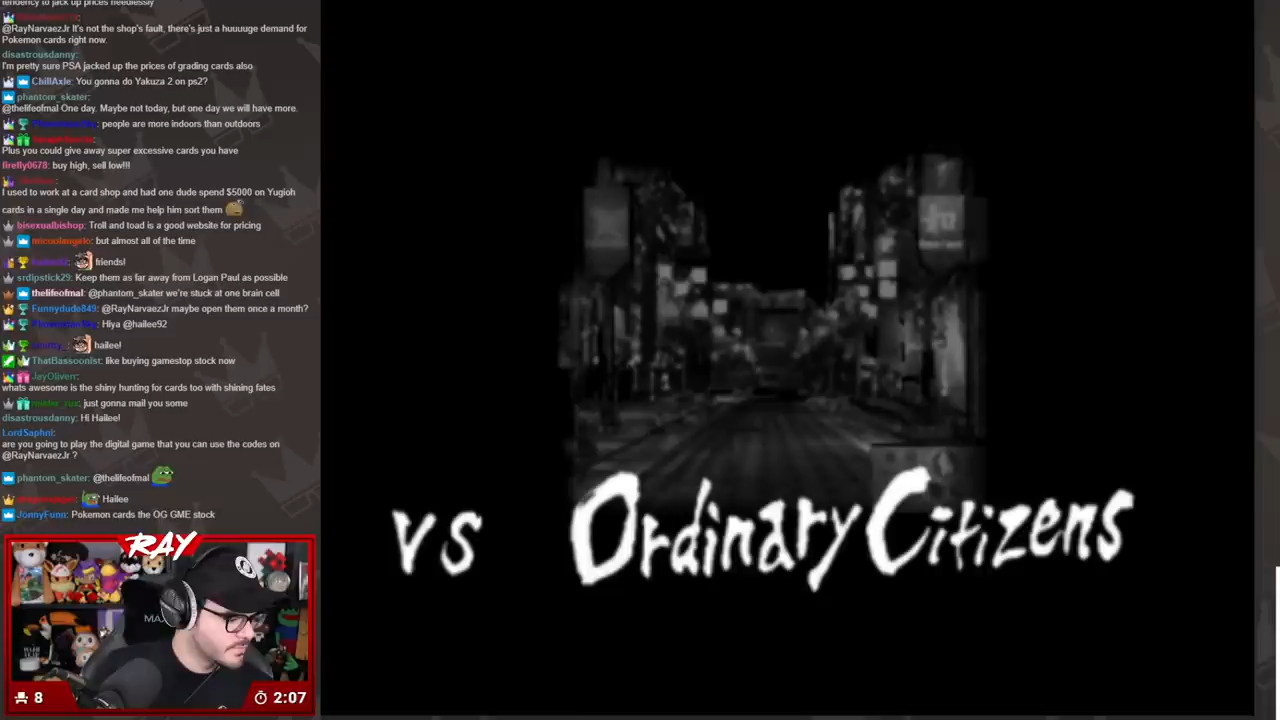 tendency to jack up prices needlessly
@RayNarvaezJr It's not the shop's fault, there's just a huuuuge demand for
Pokemon cards right now.
disastrousdanny:
I'm pretty sure PSA jacked up the prices of grading cards also
ChillAxle: You gonna do Yakuza 2 on ps2?
phantom_skater:
@thelifeofmal One day. Maybe not today, but one day we will have more.
people are more indoors than outdoors
Plus you could give away super excessive cards you have
firefly0678: buy high, sell low!!!
I used to work at a card shop and had one dude spend $5000 on Yugioh
cards in a single day and made me help him sort them
bisexualbishop: Troll and toad is a good website for pricing
but almost all of the time
friends!
srdipstick29: Keep them as far away from Logan Paul as possible
thelifeofmal: @phantom_skater we're stuck at one brain cell
Funnydude849: @RayNarvaezJr maybe open them once a month?
Hiya @hailee92
hailee!
ThatBassoonist: like buying gamestop stock now
JayOliverr:
whats awesome is the shiny hunting for cards too with shining fates
just gonna mail you some
disastrousdanny: Hi Hailee!
LordSaphni:
are you going to play the digital game that you can use the codes on
@RayNarvaezJr ?
phantom_skater: @thelifeofmal
Hailee
JonnyFunn: Pokemon cards the OG GME stock
vs Ordinary Citizens
RAY
8
2:07